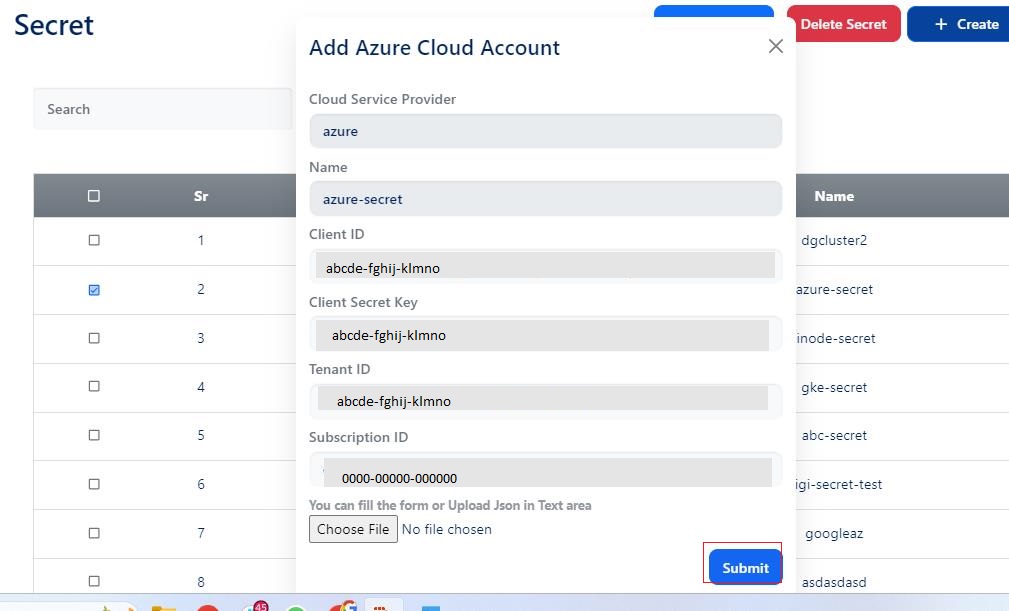 Secret
Delete Secret
+ Create
Add Azure Cloud Account
Search
Cloud Service Provider
azure
Name
azure-secret
Client ID
abcde-fghij-klmno
Client Secret Key
abcde-fghij-klmno
Tenant ID
abcde-fghij-klmno
Subscription ID
0000-00000-000000
You can fill the form or Upload Json in Text area
Choose File No file chosen
Submit
Sr Name
1 dgcluster2
2 azure-secret
3 inode-secret
4 gke-secret
5 abc-secret
6 igi-secret-test
7 googleaz
8 asdasdasd
45